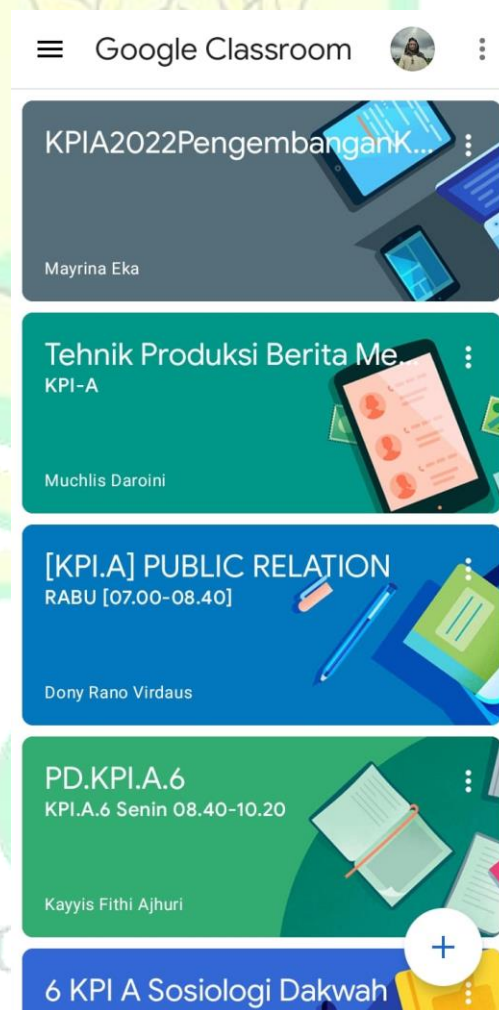 Google Classroom
KPIA2022PengembanganK...
Mayrina Eka
Tehnik Produksi Berita Me...
KPI-A
Muchlis Daroini
[KPI.A] PUBLIC RELATION
RABU [07.00-08.40]
Dony Rano Virdaus
PD.KPI.A.6
KPI.A.6 Senin 08.40-10.20
Kayyis Fithi Ajhuri
6 KPI A Sosiologi Dakwah